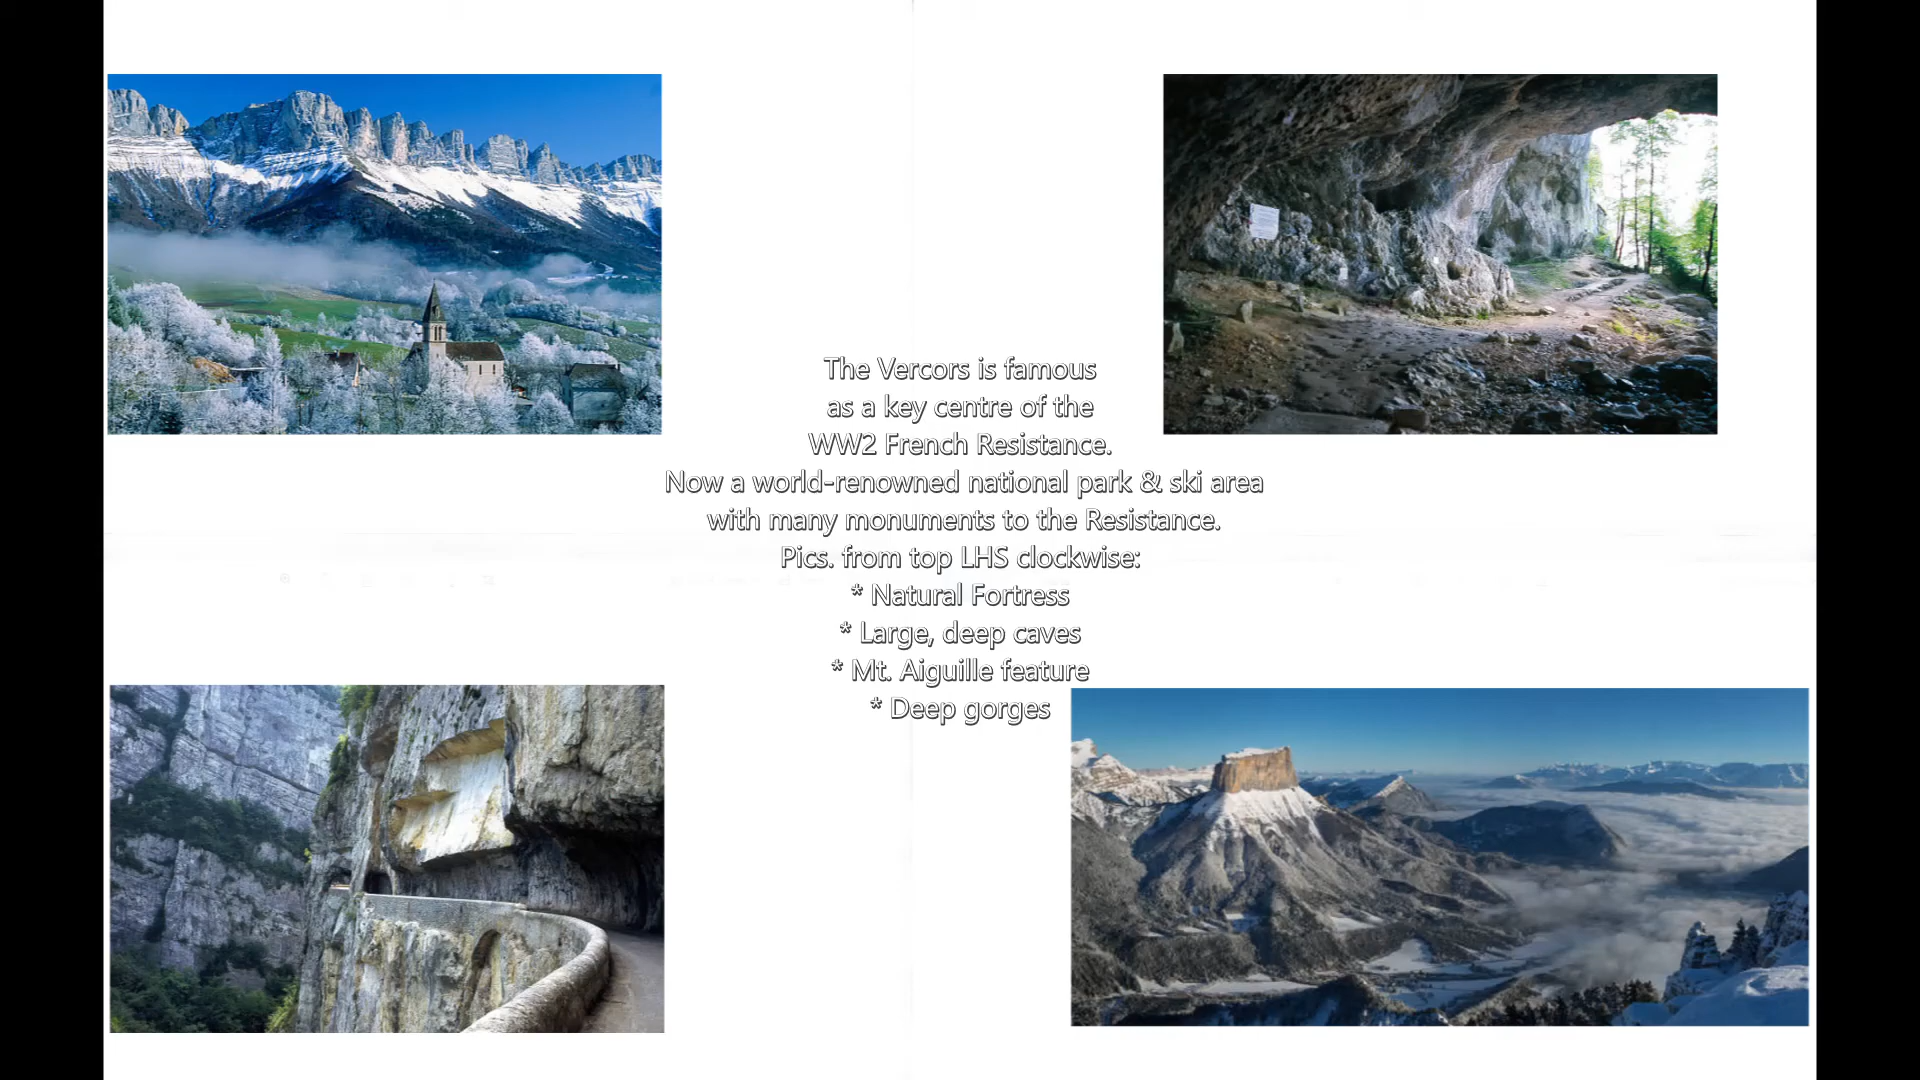 The Vercors is famous
as a key centre of the
WW2 French Resistance.
Now a world-renowned national park & ski area
with many monuments to the Resistance.
Pics. from top LHS clockwise:
* Natural Fortress
* Large, deep caves
* Mt. Aiguille feature
* Deep gorges